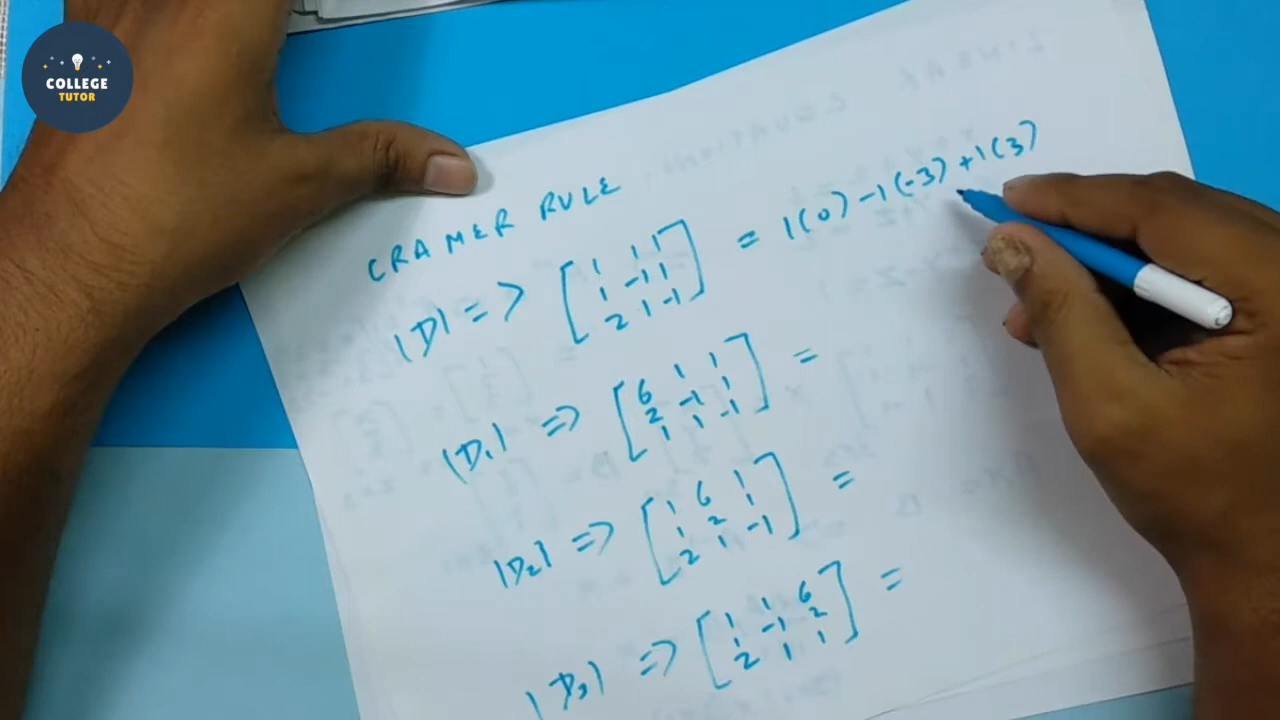 COLLEGE
TUTOR
CRAMER RULE
|D| => [ 1 1 1 = 1(0) -1(-3) +1(3)
1 -1 1
2 1 -1 ]
|D₁| => [ 6 1 1 =
2 -1 1
1 1 -1 ]
|D₂| => [ 1 6 1 =
1 2 1
2 1 -1 ]
|D₃| => [ 1 1 6 =
1 -1 2
2 1 1 ]